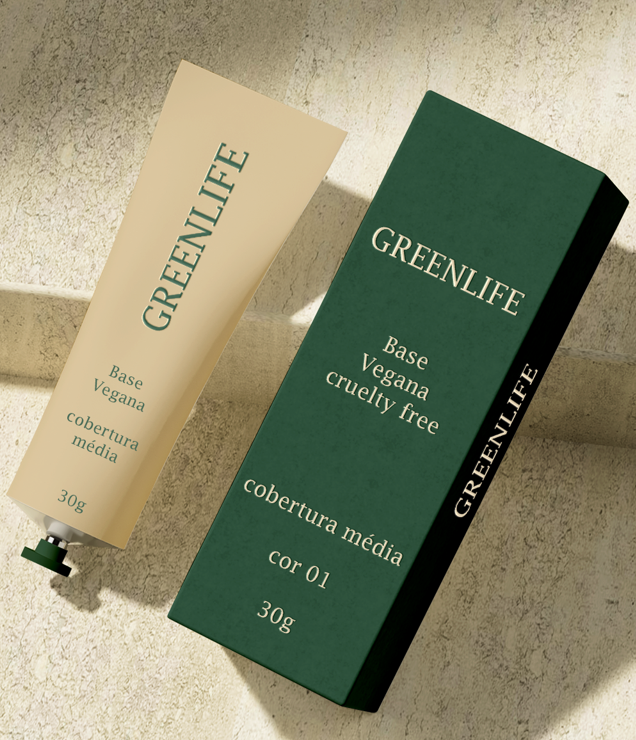 GREENLIFE
Base
Vegana
cobertura
média
30g
GREENLIFE
Base
Vegana
cruelty free
cobertura média
cor 01
30g
GREENLIFE